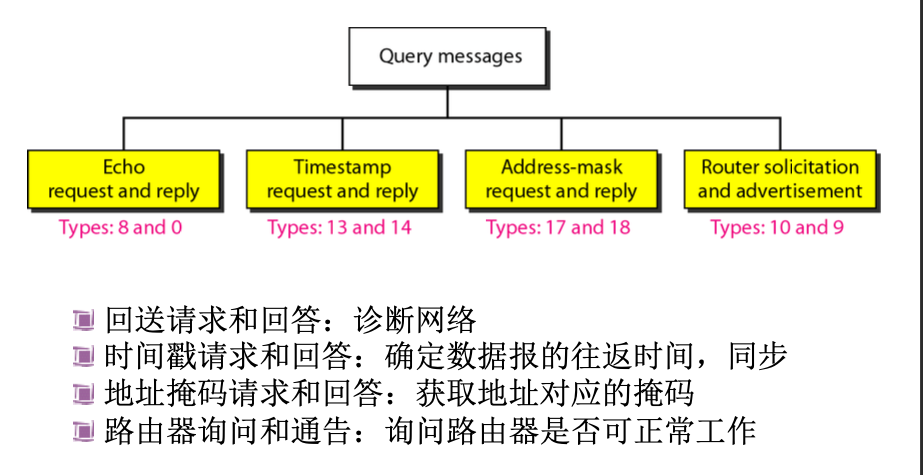 Query messages
Echo
request and reply
Timestamp
request and reply
Address-mask
request and reply
Router solicitation
and advertisement
Types: 8 and 0
Types: 13 and 14
Types: 17 and 18
Types: 10 and 9
回送请求和回答：诊断网络
时间戳请求和回答：确定数据报的往返时间，同步
地址掩码请求和回答：获取地址对应的掩码
路由器询问和通告：询问路由器是否可正常工作